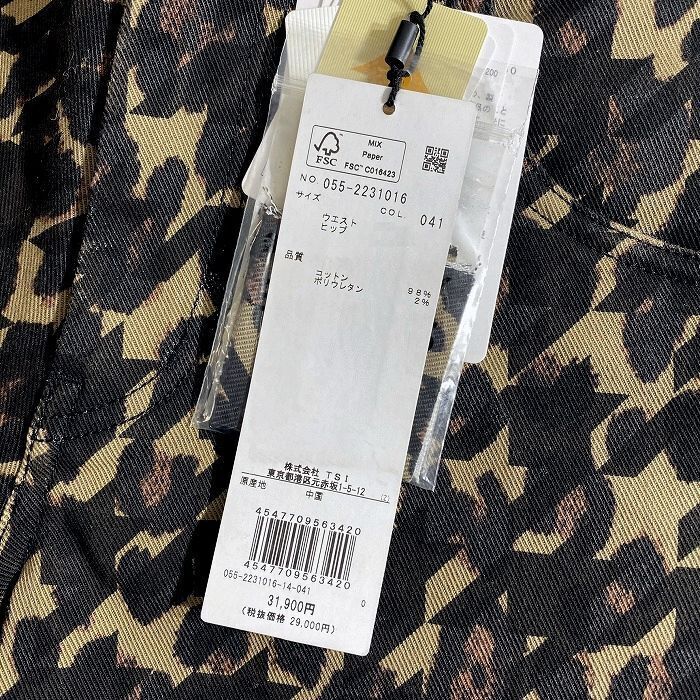 MIX
Paper
FSC™ C016423
FSC
NO. 055-2231016
サイズ COL. 041
ウエスト
ヒップ
品質
コットン 98%
ポリウレタン 2%
株式会社 TSI
東京都港区元赤坂1-5-12
原産地 中国 (Z)
4547709563420
4547709563420
055-2231016-14-041 0
31,900円
(税抜価格 29,000円)
200